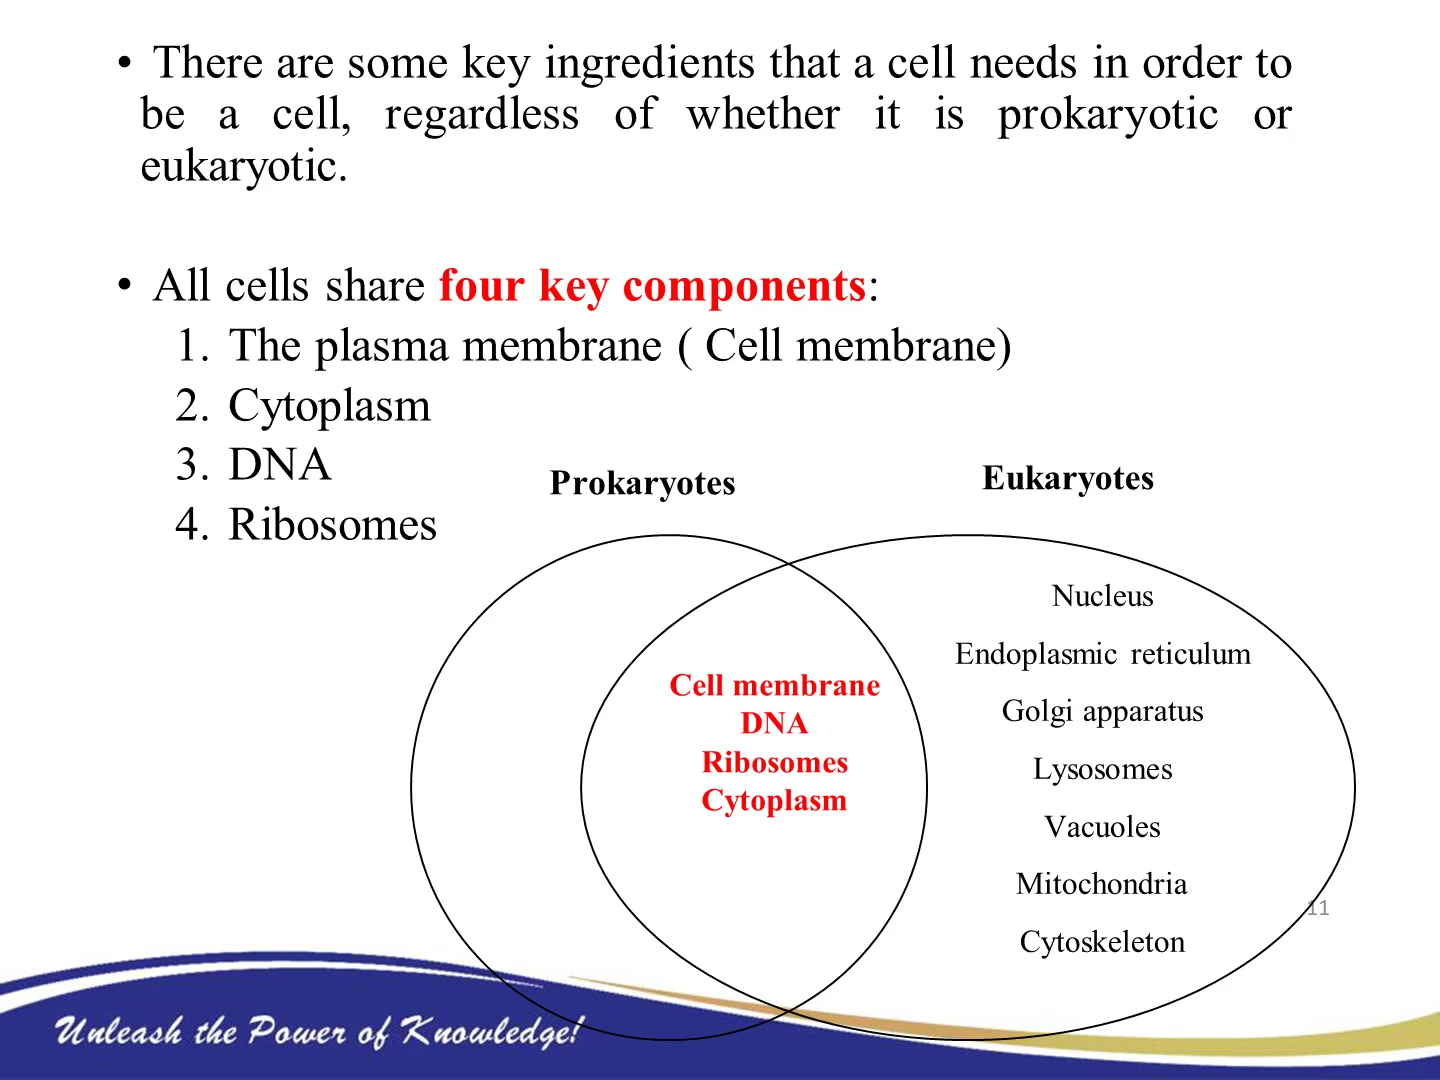 • There are some key ingredients that a cell needs in order to
be a cell, regardless of whether it is prokaryotic or
eukaryotic.
• All cells share four key components:
1. The plasma membrane ( Cell membrane)
2. Cytoplasm
3. DNA
4. Ribosomes
Prokaryotes
Eukaryotes
Cell membrane
DNA
Ribosomes
Cytoplasm
Nucleus
Endoplasmic reticulum
Golgi apparatus
Lysosomes
Vacuoles
Mitochondria
Cytoskeleton
11
Unleash the Power of Knowledge!